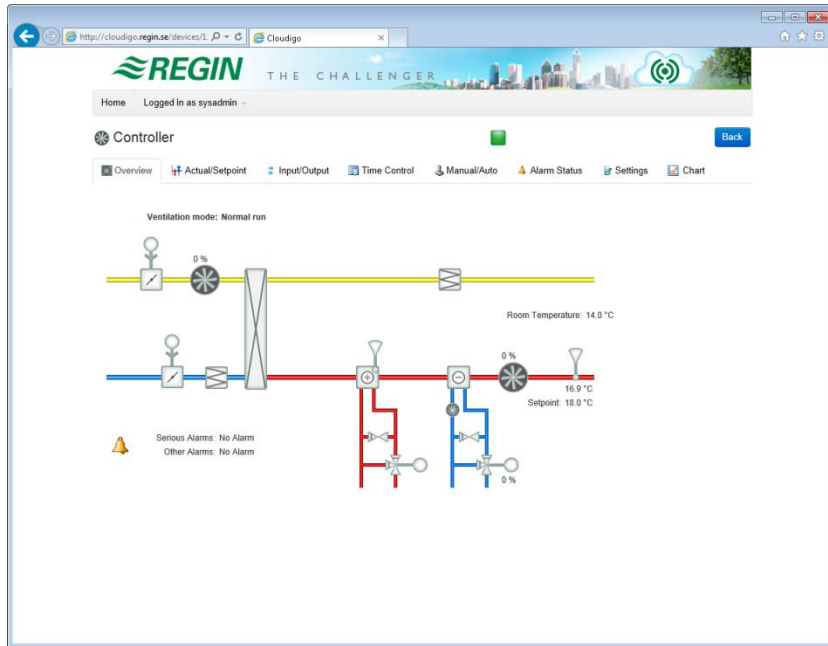 http://cloudigo.regin.se/devices/1
Cloudigo
REGIN THE CHALLENGER
Home Logged in as sysadmin
Controller
Back
Overview Actual/Setpoint Input/Output Time Control Manual/Auto Alarm Status Settings Chart
Ventilation mode: Normal run
0 %
Room Temperature: 14.0 °C
0 %
16.9 °C
Setpoint: 18.0 °C
Serious Alarms: No Alarm
Other Alarms: No Alarm
0 %